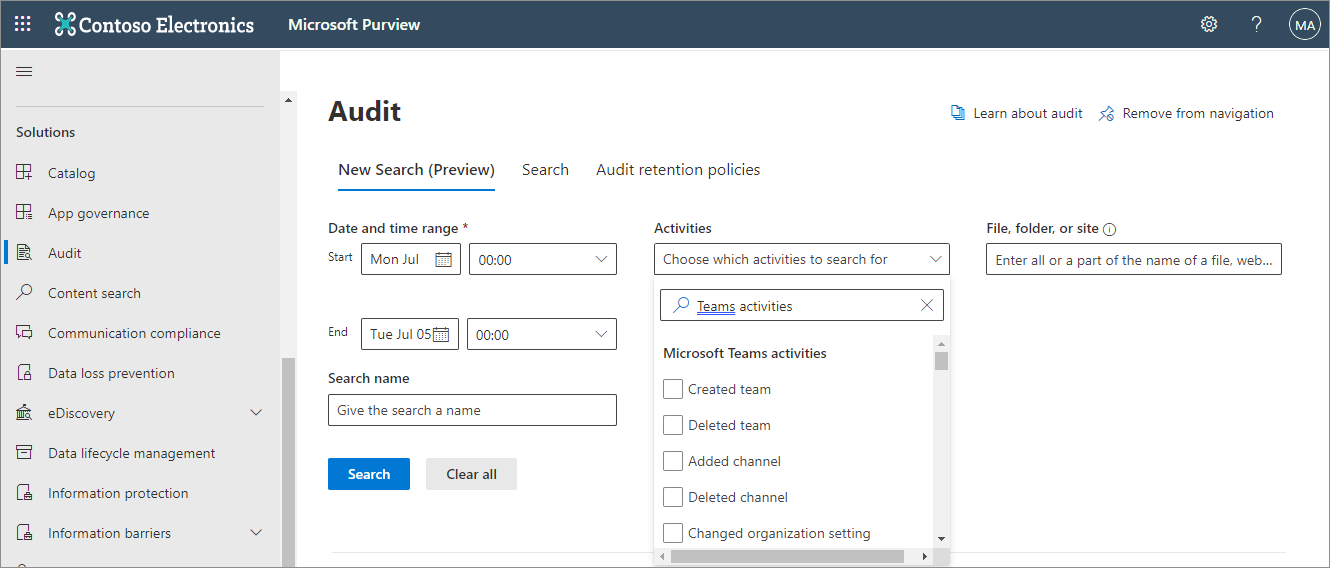 Contoso Electronics
Microsoft Purview
?
MA
Solutions
Catalog
App governance
Audit
Content search
Communication compliance
Data loss prevention
eDiscovery
Data lifecycle management
Information protection
Information barriers
Audit
Learn about audit
Remove from navigation
New Search (Preview)
Search
Audit retention policies
Date and time range *
Start
Mon Jul
00:00
End
Tue Jul 05
00:00
Search name
Give the search a name
Search
Clear all
Activities
Choose which activities to search for
Teams activities
Microsoft Teams activities
Created team
Deleted team
Added channel
Deleted channel
Changed organization setting
File, folder, or site
Enter all or a part of the name of a file, web...